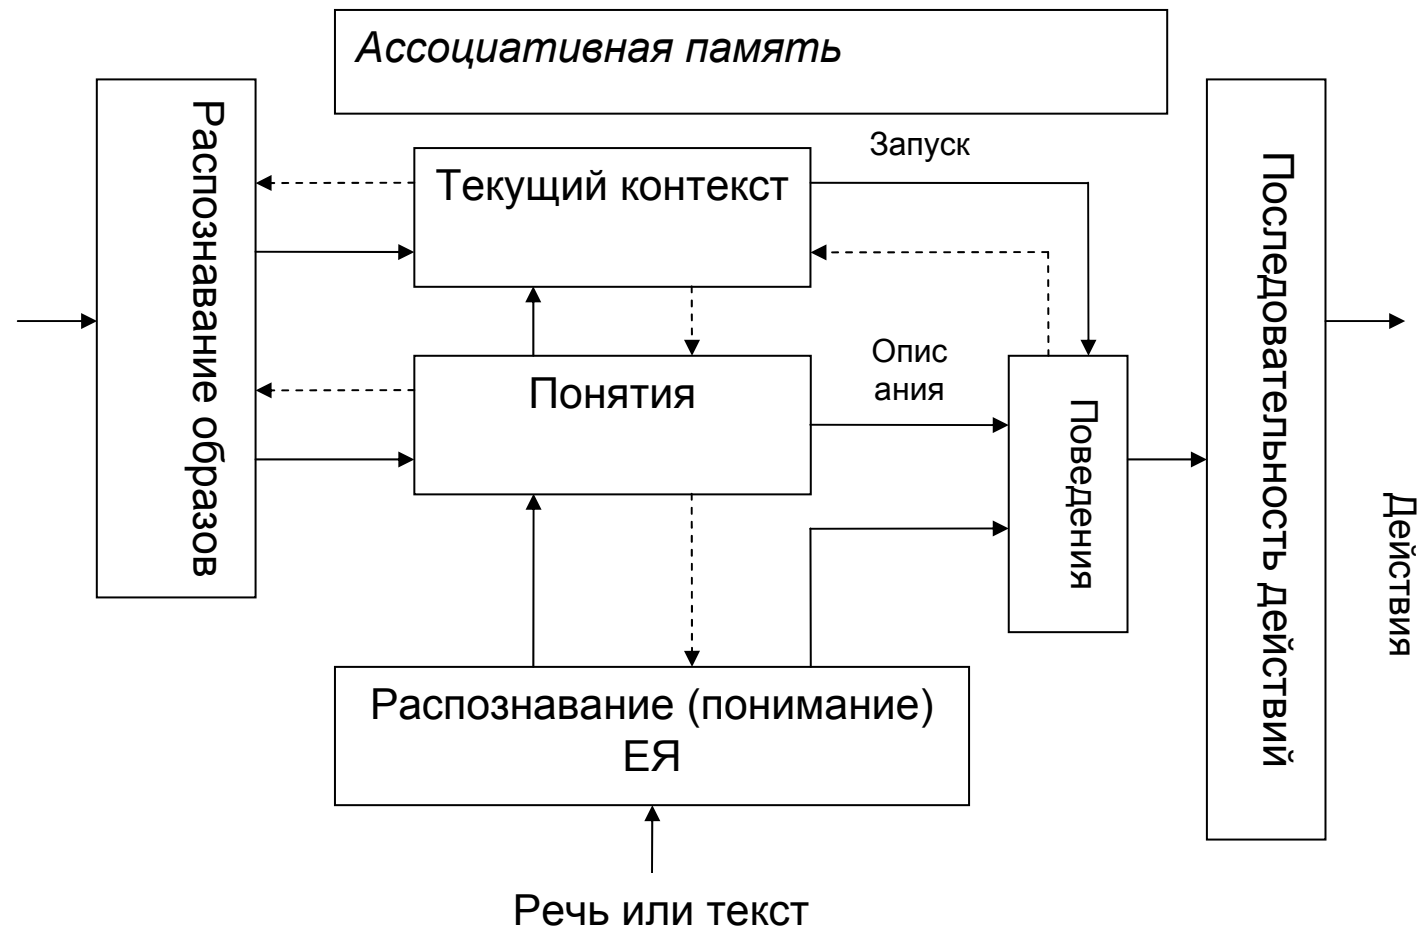 Ассоциативная память
Распознавание образов
Текущий контекст
Запуск
Понятия
Опис
ания
Поведения
Последовательность действий
Действия
Распознавание (понимание)
ЕЯ
Речь или текст